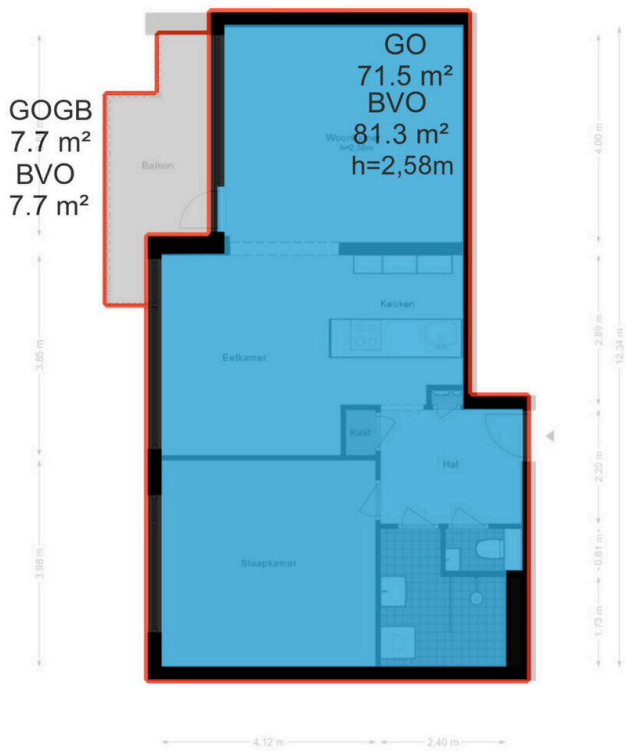 GO
71.5 m²
BVO
81.3 m²
h=2,58m
GOGB
7.7 m²
BVO
7.7 m²
Balkon
h=2,58m
Keuken
Eetkamer
Kast
Hal
Slaapkamer
3.85 m
3.98 m
4.00 m
2.69 m
12.34 m
2.20 m
0.81 m
1.73 m
4.12 m
2.40 m